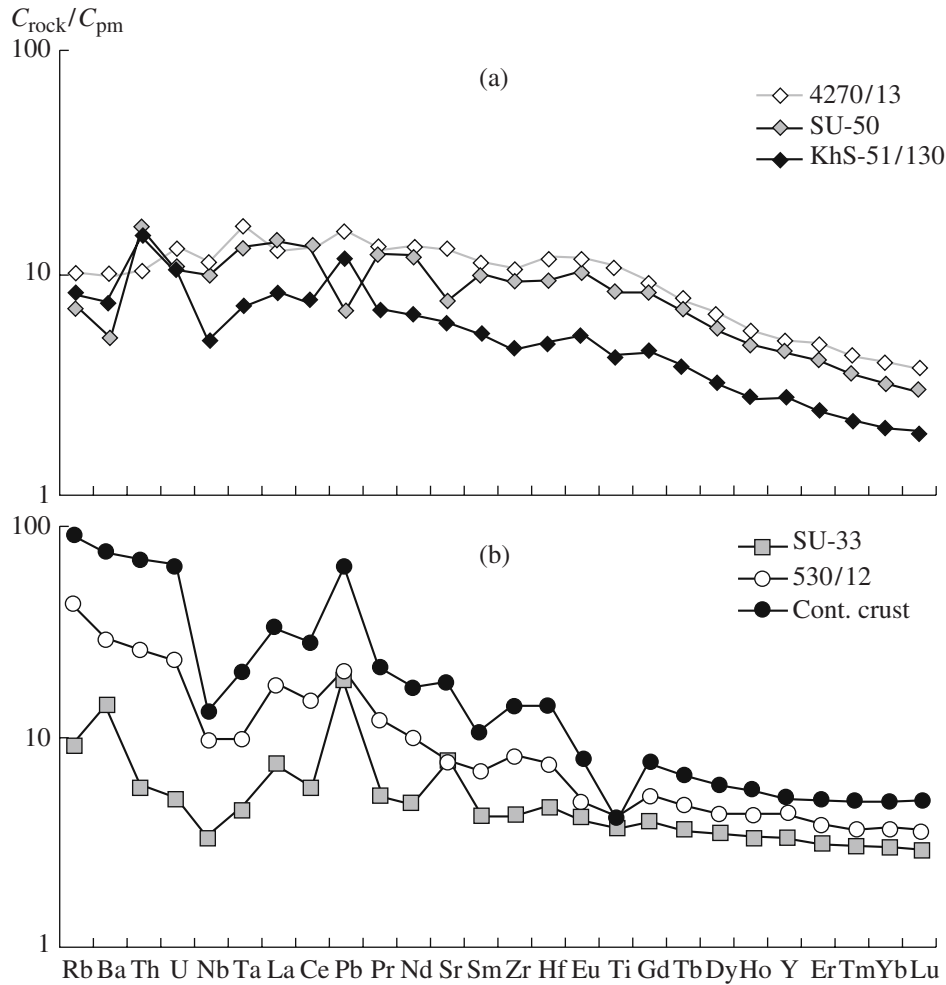 C_rock/C_pm
100
(a)
4270/13
SU-50
KhS-51/130
10
1
100
(b)
SU-33
530/12
Cont. crust
10
1
Rb Ba Th U Nb Ta La Ce Pb Pr Nd Sr Sm Zr Hf Eu Ti Gd Tb Dy Ho Y Er Tm Yb Lu